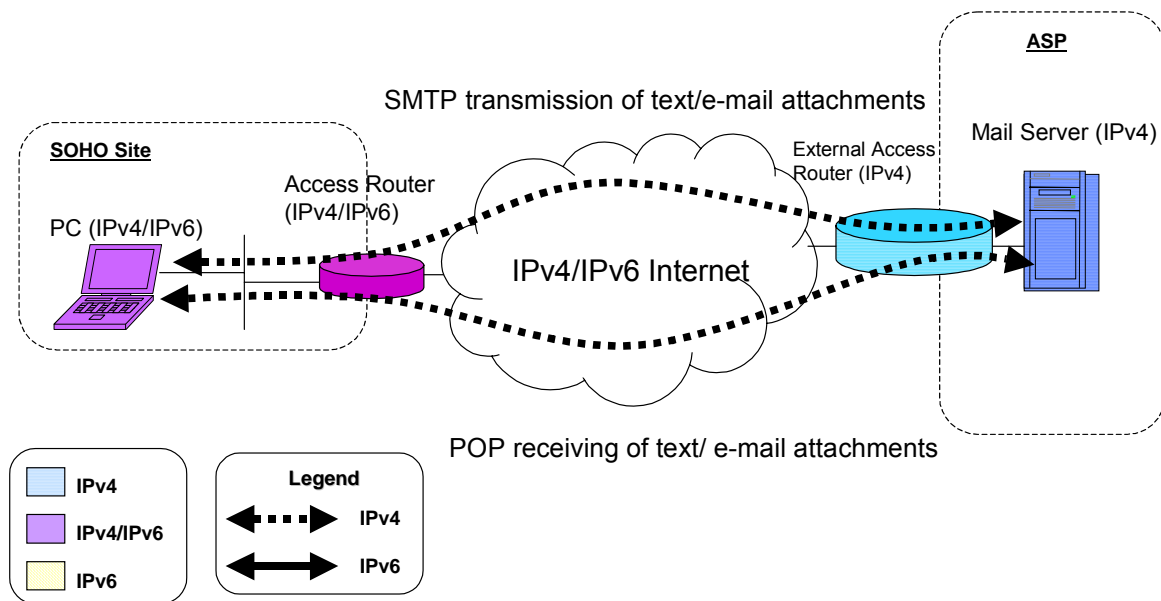 ASP
SMTP transmission of text/e-mail attachments
Mail Server (IPv4)
SOHO Site
External Access
Router (IPv4)
Access Router
(IPv4/IPv6)
PC (IPv4/IPv6)
IPv4/IPv6 Internet
POP receiving of text/ e-mail attachments
IPv4
IPv4/IPv6
IPv6
Legend
IPv4
IPv6